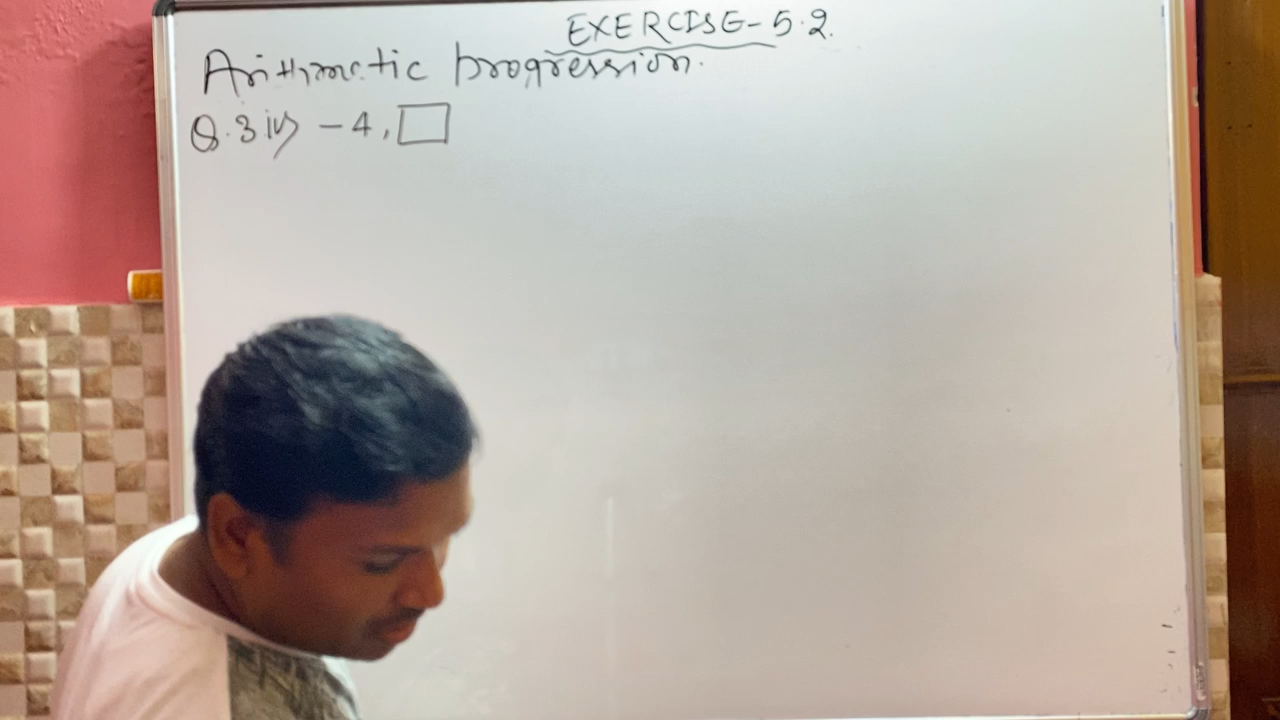 EXERCISE-5.2.
Arithmetic progression.
Q.3 iv) -4, □